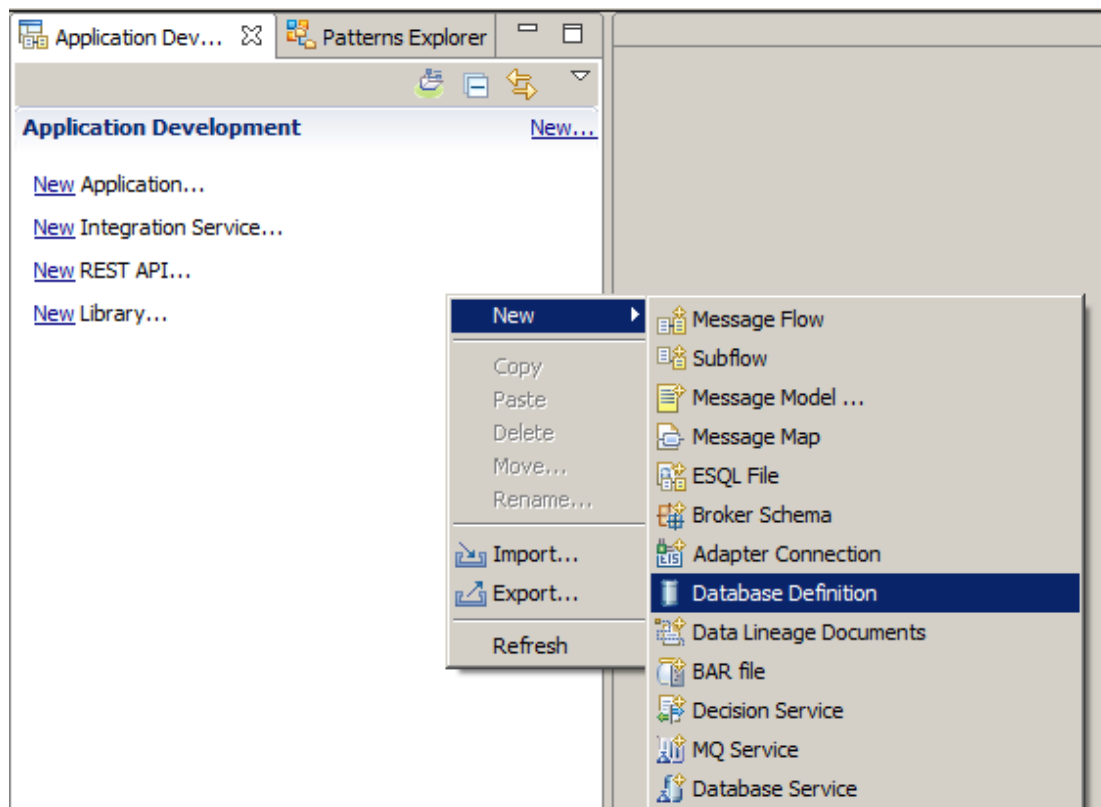 Application Dev...
Patterns Explorer
Application Development New...
New Application...
New Integration Service...
New REST API...
New Library...
New
Copy
Paste
Delete
Move...
Rename...
Import...
Export...
Refresh
Message Flow
Subflow
Message Model ...
Message Map
ESQL File
Broker Schema
Adapter Connection
Database Definition
Data Lineage Documents
BAR file
Decision Service
MQ Service
Database Service